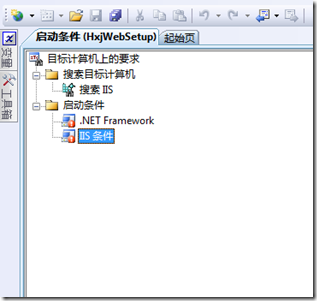 启动条件 (HxjWebSetup)
起始页
变量
工具箱
目标计算机上的要求
搜索目标计算机
搜索 IIS
启动条件
.NET Framework
IIS 条件